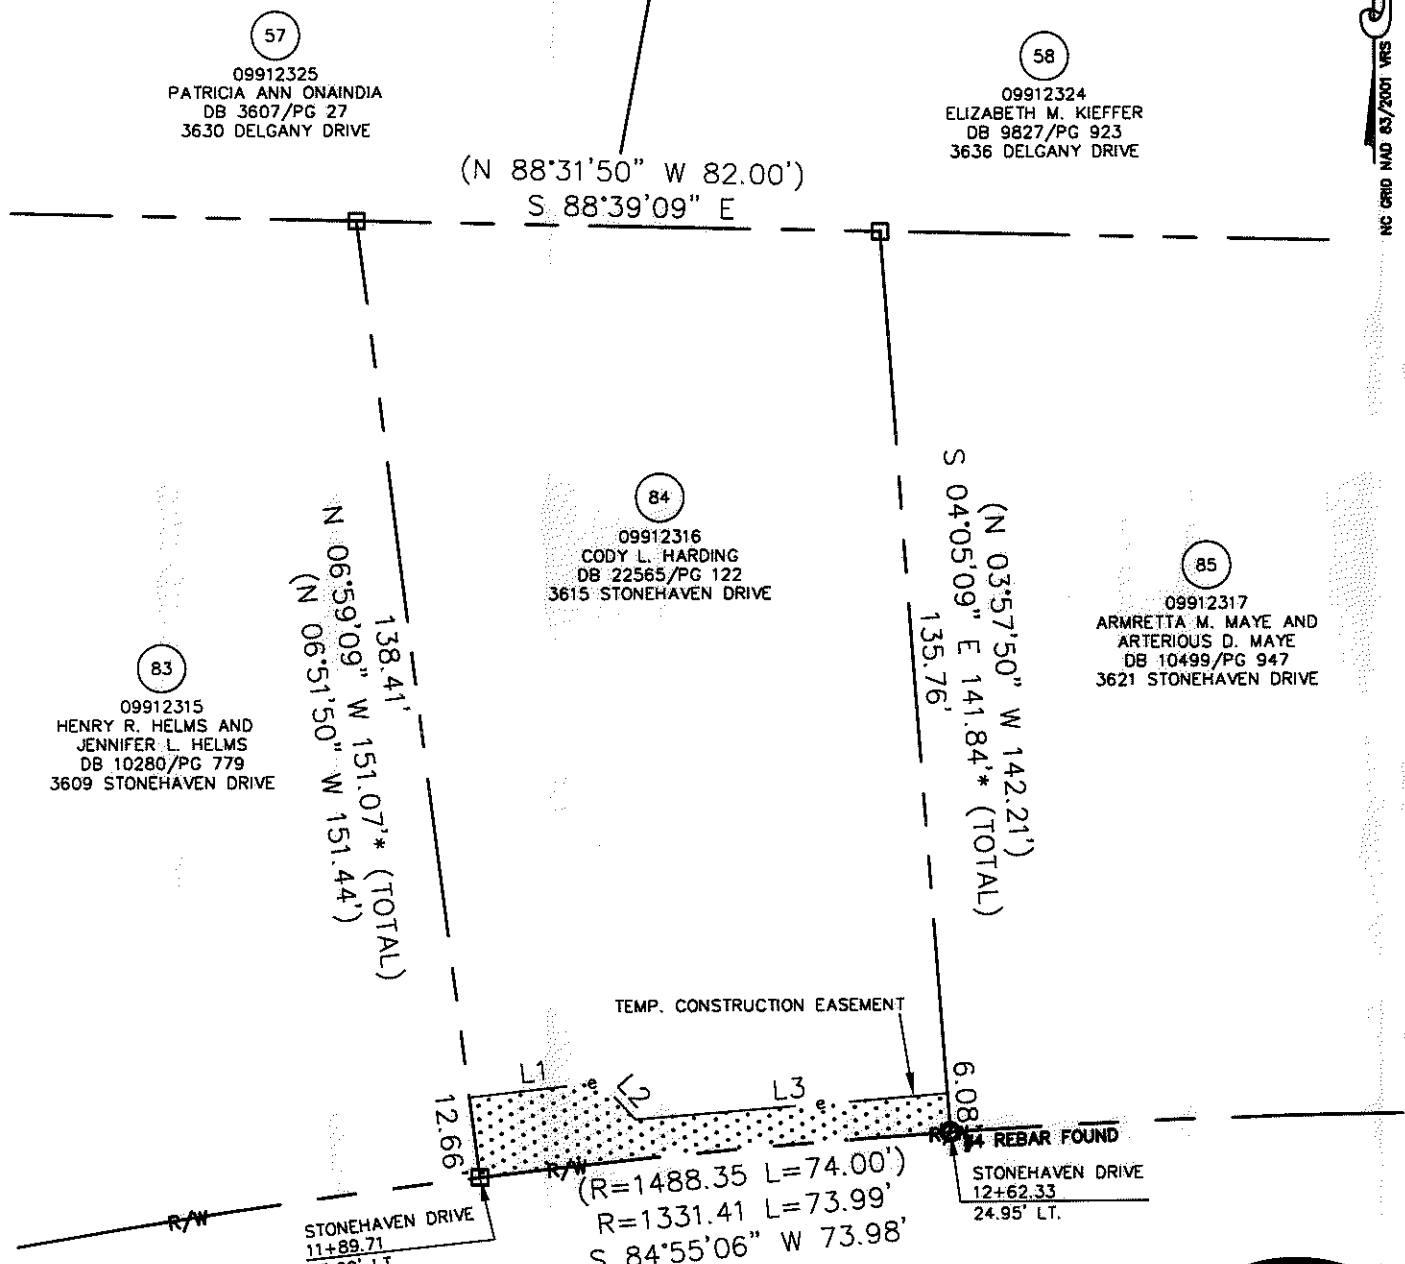 57
09912325
PATRICIA ANN ONAINDIA
DB 3607/PG 27
3630 DELGANY DRIVE
58
09912324
ELIZABETH M. KIEFFER
DB 9827/PG 923
3636 DELGANY DRIVE
NC GRID NAD 83/2001 VRS
(N 88°31'50" W 82.00')
S 88°39'09" E
84
09912316
CODY L. HARDING
DB 22565/PG 122
3615 STONEHAVEN DRIVE
138.41'
N 06°59'09" W 151.07'* (TOTAL)
(N 06°51'50" W 151.44')
(N 03°57'50" W 142.21')
S 04°05'09" E 141.84'* (TOTAL)
135.76'
85
09912317
ARMRETTA M. MAYE AND
ARTERIOUS D. MAYE
DB 10499/PG 947
3621 STONEHAVEN DRIVE
83
09912315
HENRY R. HELMS AND
JENNIFER L. HELMS
DB 10280/PG 779
3609 STONEHAVEN DRIVE
TEMP. CONSTRUCTION EASEMENT
L1
e
L2
L3
e
12.66'
6.08'
#4 REBAR FOUND
R/W
R/W
STONEHAVEN DRIVE
12+62.33
24.95' LT.
(R=1488.35 L=74.00')
R=1331.41 L=73.99'
S 84°55'06" W 73.98'
R/W
STONEHAVEN DRIVE
11+89.71
LT.